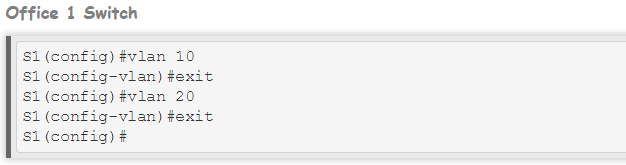 Office 1 Switch
S1(config)#vlan 10
S1(config-vlan)#exit
S1(config)#vlan 20
S1(config-vlan)#exit
S1(config)#